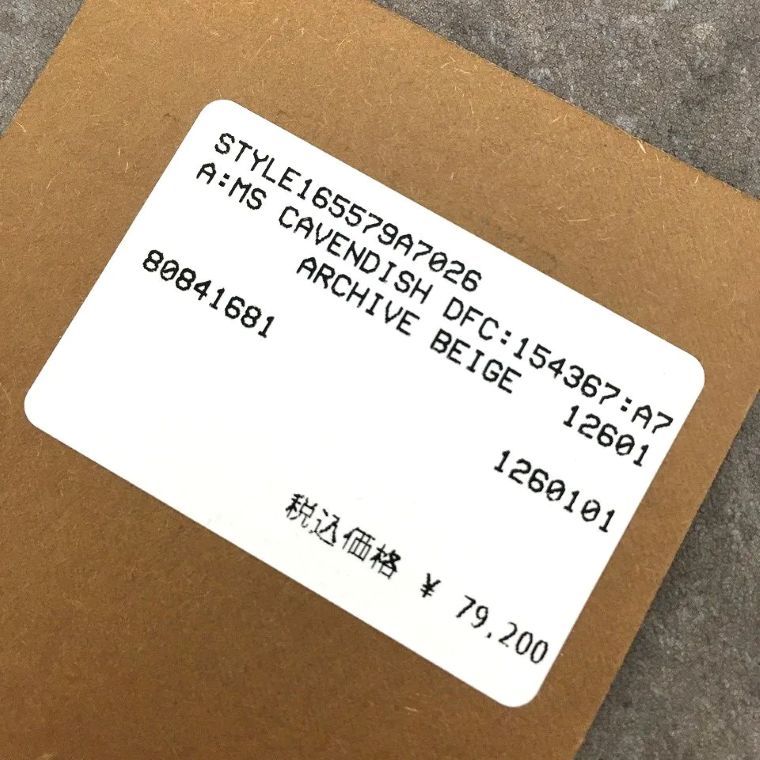 STYLE165579A7026
A:MS CAVENDISH DFC:154367:A7
ARCHIVE BEIGE 12601
80841681
1260101
税込価格 ¥ 79,200